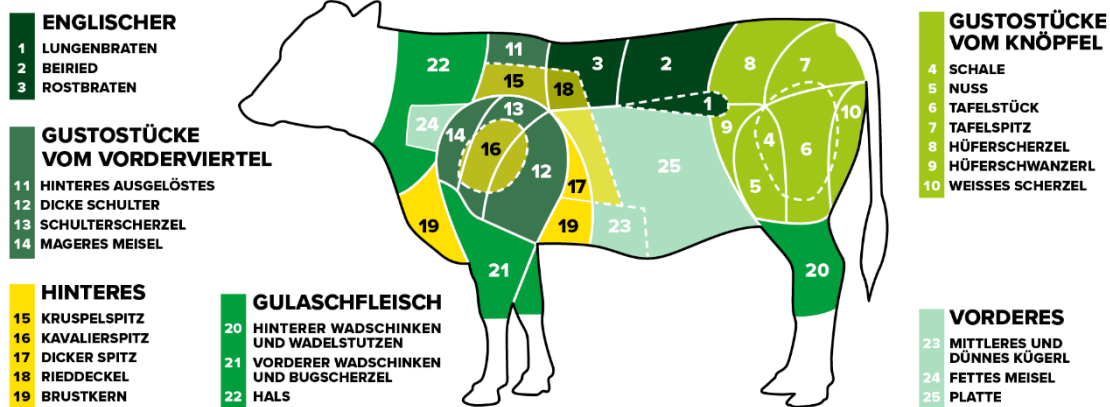 ENGLISCHER
1 LUNGENBRATEN
2 BEIRIED
3 ROSTBRATEN
GUSTOSTÜCKE
VOM VORDERVIERTEL
11 HINTERES AUSGELÖSTES
12 DICKE SCHULTER
13 SCHULTERSCHERZEL
14 MAGERES MEISEL
HINTERES
15 KRUSPELSPITZ
16 KAVALIERSPITZ
17 DICKER SPITZ
18 RIEDDECKEL
19 BRUSTKERN
GULASCHFLEISCH
20 HINTERER WADSCHINKEN
UND WADELSTUTZEN
21 VORDERER WADSCHINKEN
UND BUGSCHERZEL
22 HALS
22
11
15
18
3
2
1
24
14
13
16
12
17
19
19
21
23
25
8
7
9
4
6
10
5
20
GUSTOSTÜCKE
VOM KNÖPFEL
4 SCHALE
5 NUSS
6 TAFELSTÜCK
7 TAFELSPITZ
8 HÜFERSCHERZEL
9 HÜFERSCHWANZERL
10 WEISSES SCHERZEL
VORDERES
23 MITTLERES UND
DÜNNES KÜGERL
24 FETTES MEISEL
25 PLATTE